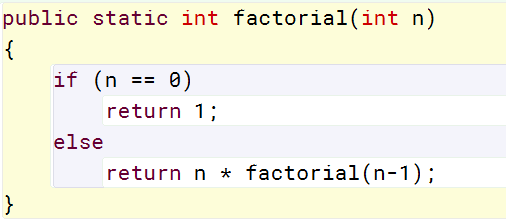 public static int factorial(int n)
{
    if (n == 0)
        return 1;
    else
        return n * factorial(n-1);
}